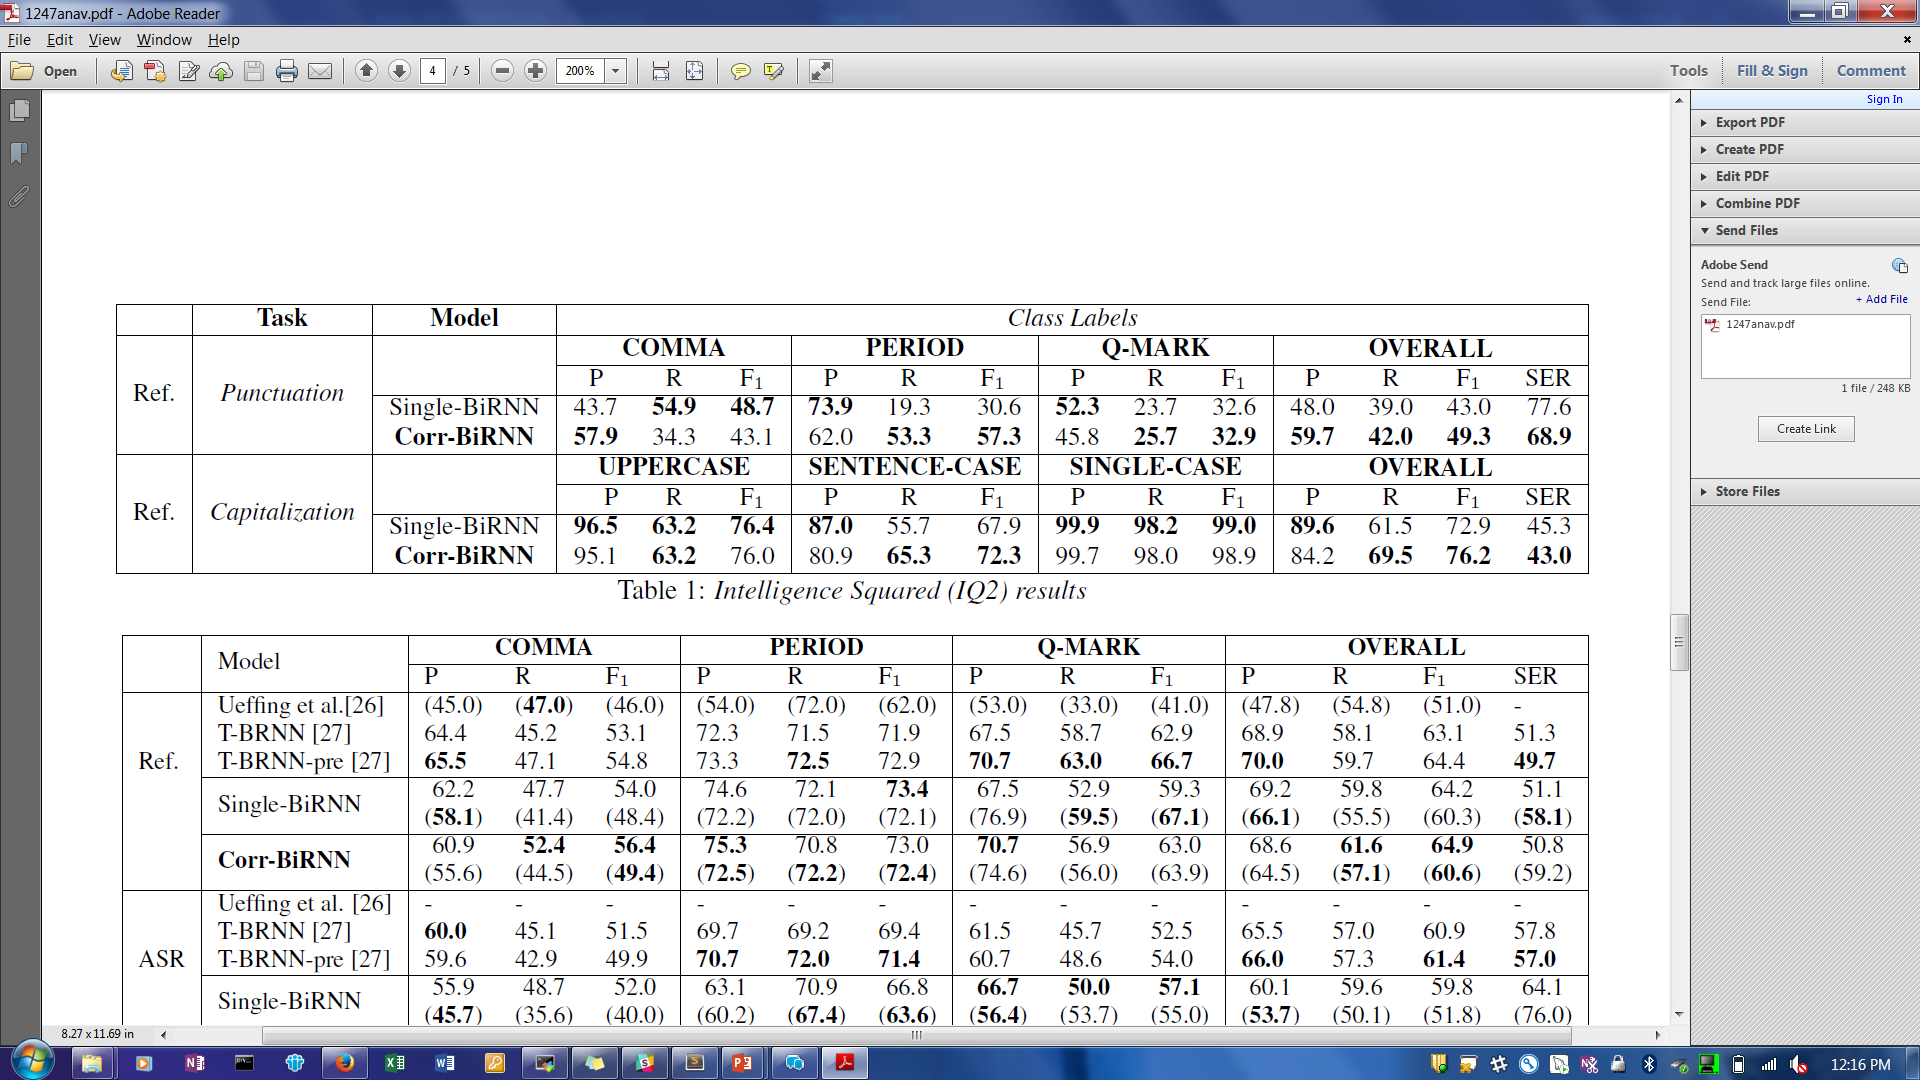 1247anav.pdf - Adobe Reader
File Edit View Window Help
Open 4 / 5 200% Tools Fill & Sign Comment
Sign In
Export PDF
Create PDF
Edit PDF
Combine PDF
Send Files
Adobe Send
Send and track large files online.
Send File: + Add File
1247anav.pdf
1 file / 248 KB
Create Link
Store Files
Task Model Class Labels
COMMA PERIOD Q-MARK OVERALL
P R F1 P R F1 P R F1 P R F1 SER
Ref. Punctuation
Single-BiRNN 43.7 54.9 48.7 73.9 19.3 30.6 52.3 23.7 32.6 48.0 39.0 43.0 77.6
Corr-BiRNN 57.9 34.3 43.1 62.0 53.3 57.3 45.8 25.7 32.9 59.7 42.0 49.3 68.9
UPPERCASE SENTENCE-CASE SINGLE-CASE OVERALL
P R F1 P R F1 P R F1 P R F1 SER
Ref. Capitalization
Single-BiRNN 96.5 63.2 76.4 87.0 55.7 67.9 99.9 98.2 99.0 89.6 61.5 72.9 45.3
Corr-BiRNN 95.1 63.2 76.0 80.9 65.3 72.3 99.7 98.0 98.9 84.2 69.5 76.2 43.0
Table 1: Intelligence Squared (IQ2) results
Model COMMA PERIOD Q-MARK OVERALL
P R F1 P R F1 P R F1 P R F1 SER
Ref.
Ueffing et al.[26] (45.0) (47.0) (46.0) (54.0) (72.0) (62.0) (53.0) (33.0) (41.0) (47.8) (54.8) (51.0) -
T-BRNN [27] 64.4 45.2 53.1 72.3 71.5 71.9 67.5 58.7 62.9 68.9 58.1 63.1 51.3
T-BRNN-pre [27] 65.5 47.1 54.8 73.3 72.5 72.9 70.7 63.0 66.7 70.0 59.7 64.4 49.7
Single-BiRNN 62.2 47.7 54.0 74.6 72.1 73.4 67.5 52.9 59.3 69.2 59.8 64.2 51.1
(58.1) (41.4) (48.4) (72.2) (72.0) (72.1) (76.9) (59.5) (67.1) (66.1) (55.5) (60.3) (58.1)
Corr-BiRNN 60.9 52.4 56.4 75.3 70.8 73.0 70.7 56.9 63.0 68.6 61.6 64.9 50.8
(55.6) (44.5) (49.4) (72.5) (72.2) (72.4) (74.6) (56.0) (63.9) (64.5) (57.1) (60.6) (59.2)
ASR
Ueffing et al. [26] - - - - - - - - - - - - -
T-BRNN [27] 60.0 45.1 51.5 69.7 69.2 69.4 61.5 45.7 52.5 65.5 57.0 60.9 57.8
T-BRNN-pre [27] 59.6 42.9 49.9 70.7 72.0 71.4 60.7 48.6 54.0 66.0 57.3 61.4 57.0
Single-BiRNN 55.9 48.7 52.0 63.1 70.9 66.8 66.7 50.0 57.1 60.1 59.6 59.8 64.1
(45.7) (35.6) (40.0) (60.2) (67.4) (63.6) (56.4) (53.7) (55.0) (53.7) (50.1) (51.8) (76.0)
8.27 x 11.69 in
12:16 PM